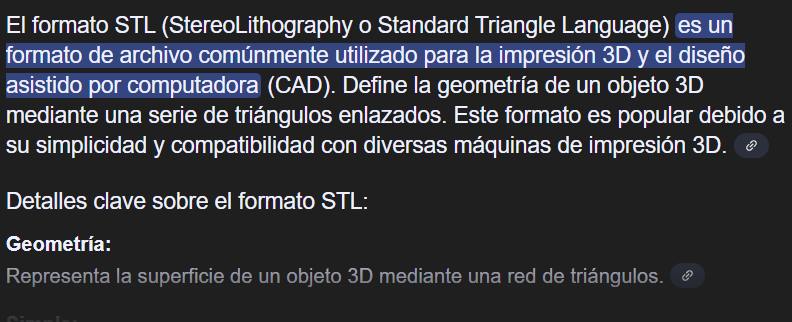 El formato STL (StereoLithography o Standard Triangle Language) es un
formato de archivo comúnmente utilizado para la impresión 3D y el diseño
asistido por computadora (CAD). Define la geometría de un objeto 3D
mediante una serie de triángulos enlazados. Este formato es popular debido a
su simplicidad y compatibilidad con diversas máquinas de impresión 3D.
Detalles clave sobre el formato STL:
Geometría:
Representa la superficie de un objeto 3D mediante una red de triángulos.